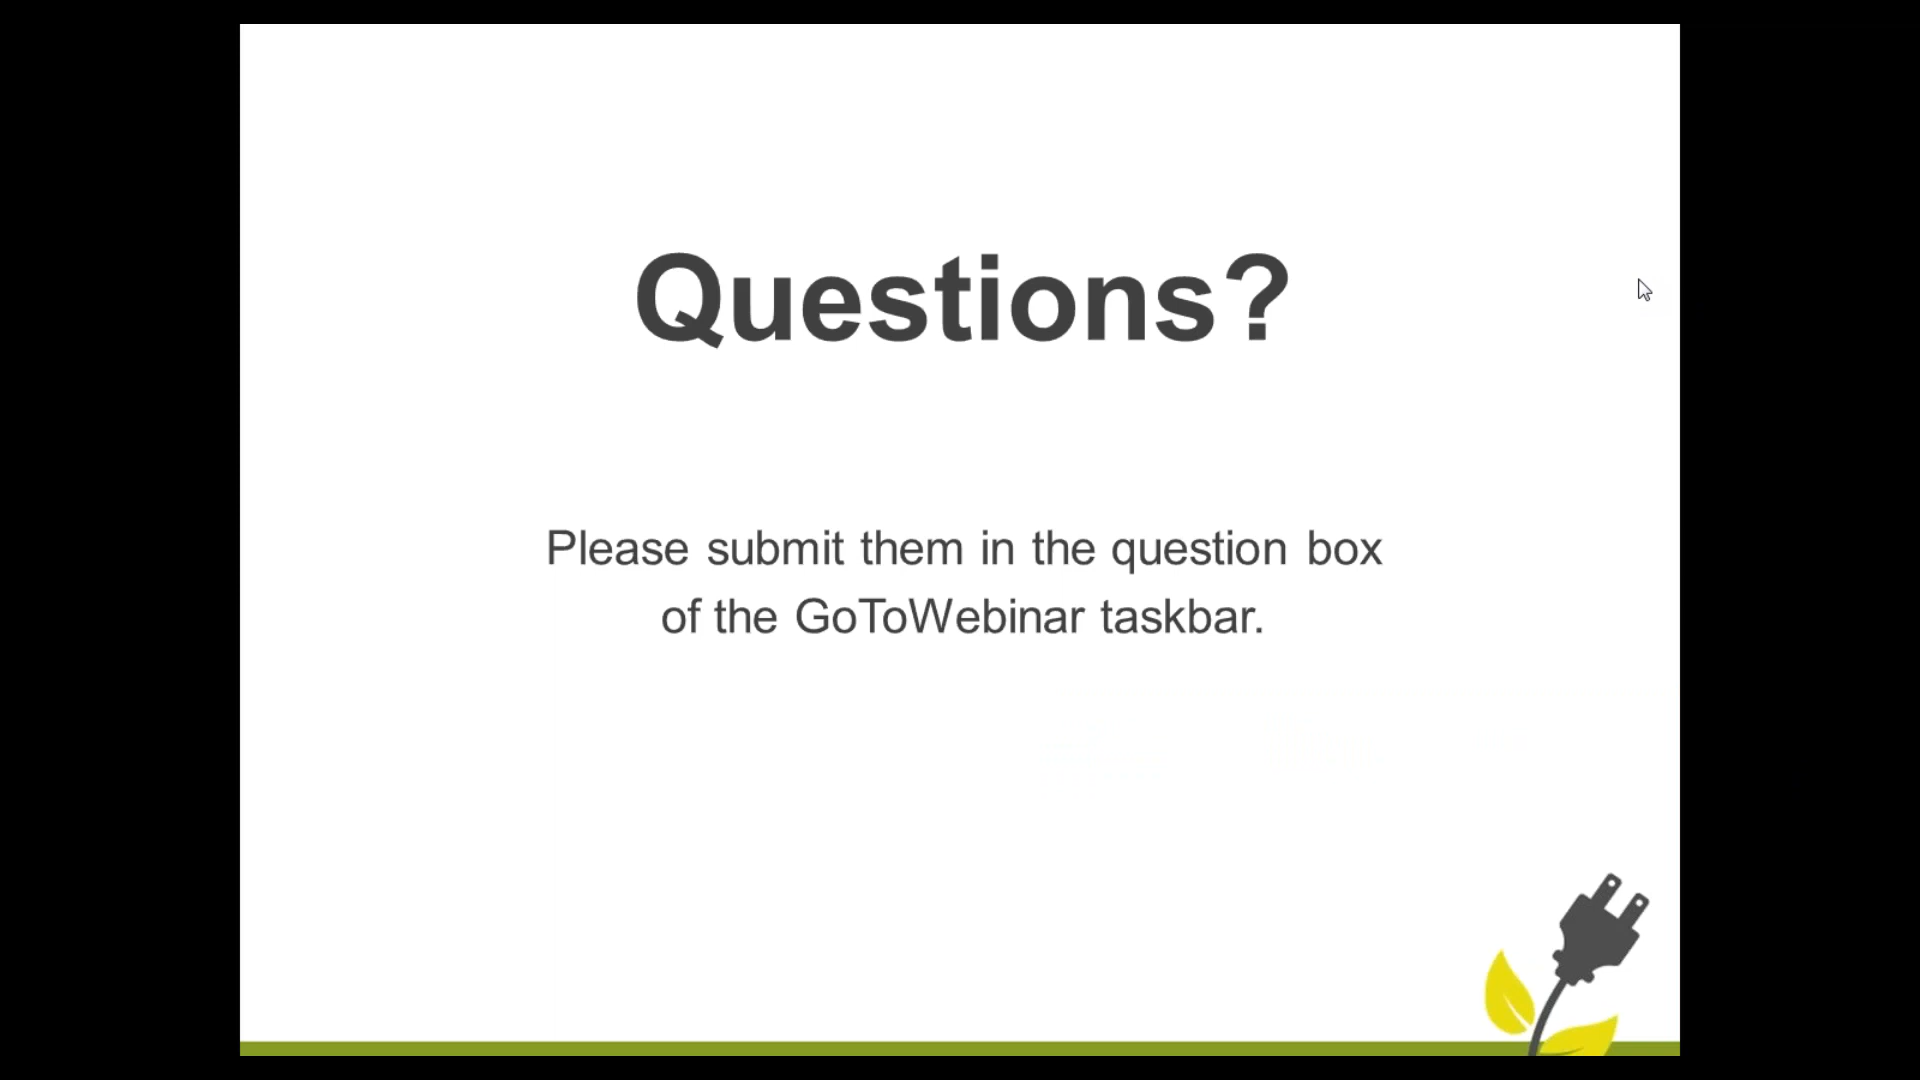 Questions?
Please submit them in the question box
of the GoToWebinar taskbar.